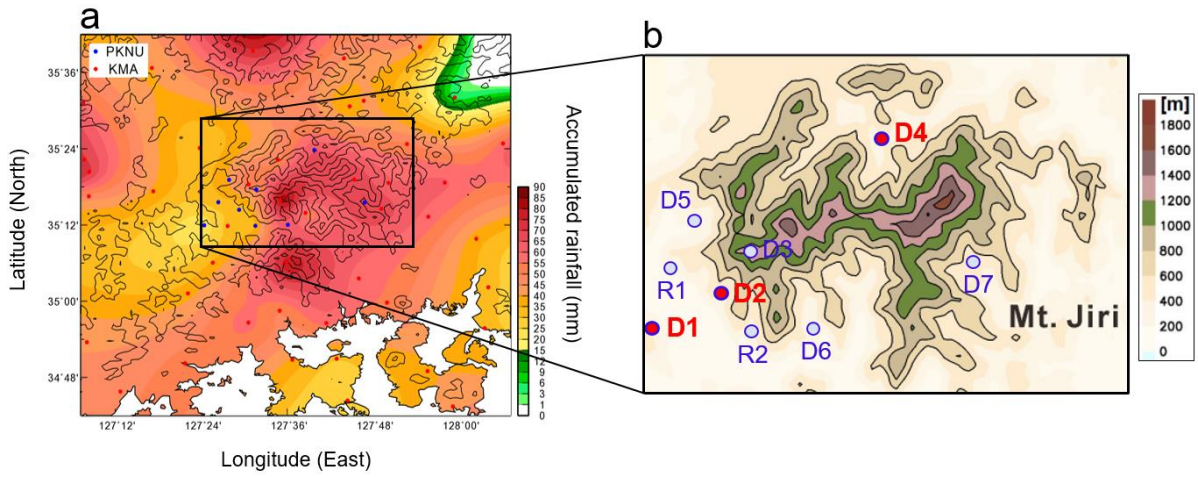 a
PKNU
KMA
Latitude (North)
35°36'
35°24'
35°12'
35°00'
34°48'
127°12'
127°24'
127°36'
127°48'
128°00'
Longitude (East)
Accumulated rainfall (mm)
90
85
80
75
70
65
60
55
50
45
40
35
30
25
20
15
12
9
6
3
1
0
b
D4
D5
D3
R1
D7
D2
D1
R2
D6
Mt. Jiri
[m]
1800
1600
1400
1200
1000
800
600
400
200
0